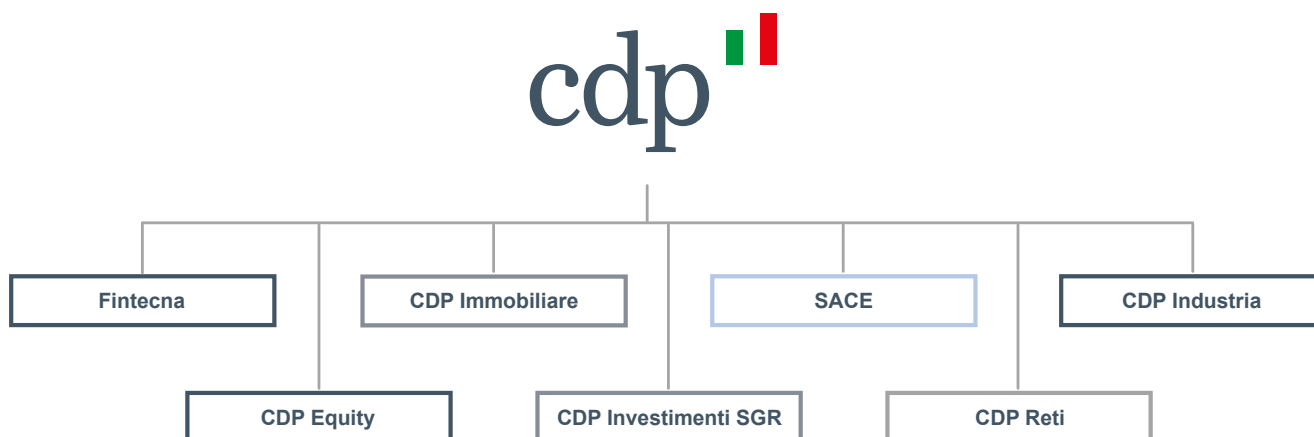 cdp
Fintecna
CDP Immobiliare
SACE
CDP Industria
CDP Equity
CDP Investimenti SGR
CDP Reti